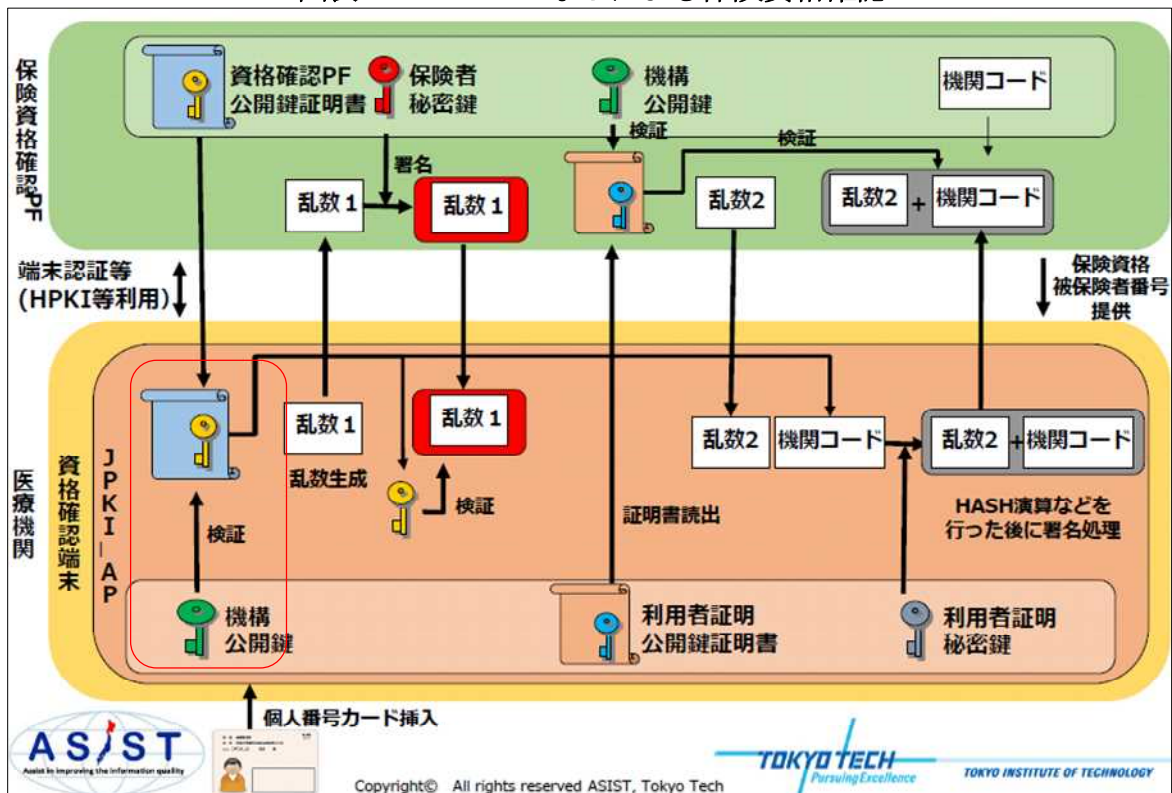 保険資格確認PF
資格確認PF
公開鍵証明書
保険者
秘密鍵
機構
公開鍵
機関コード
検証
検証
署名
乱数1
乱数1
乱数2
乱数2
+
機関コード
端末認証等
(HPKI等利用)
保険資格
被保険者番号
提供
医療機関
資格確認端末
JPKI_AP
乱数1
乱数生成
乱数1
検証
検証
乱数2
機関コード
乱数2
+
機関コード
証明書読出
HASH演算などを
行った後に署名処理
機構
公開鍵
利用者証明
公開鍵証明書
利用者証明
秘密鍵
個人番号カード挿入
ASIST
Assist in improving the information quality
Copyright© All rights reserved ASIST, Tokyo Tech
TOKYO TECH
Pursuing Excellence
TOKYO INSTITUTE OF TECHNOLOGY